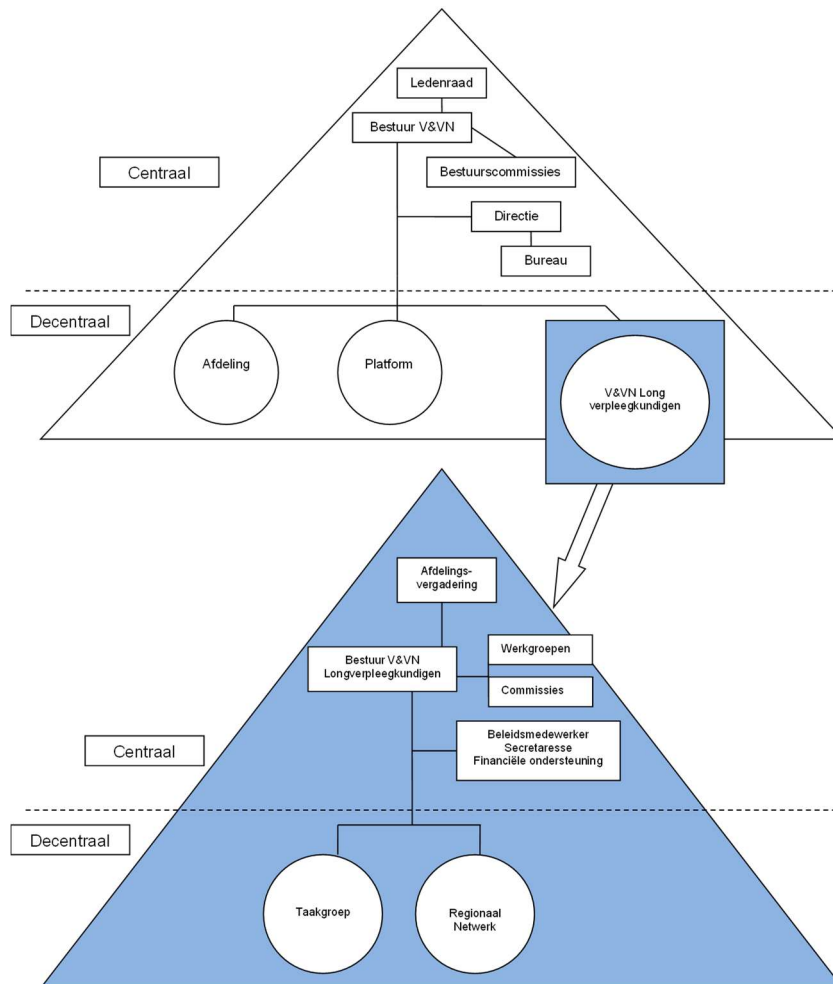 Ledenraad
Bestuur V&VN
Centraal
Bestuurscommissies
Directie
Bureau
Decentraal
Afdeling
Platform
V&VN Long
verpleegkundigen
Afdelings-
vergadering
Bestuur V&VN
Longverpleegkundigen
Werkgroepen
Commissies
Centraal
Beleidsmedewerker
Secretaresse
Financiële ondersteuning
Decentraal
Taakgroep
Regionaal
Netwerk